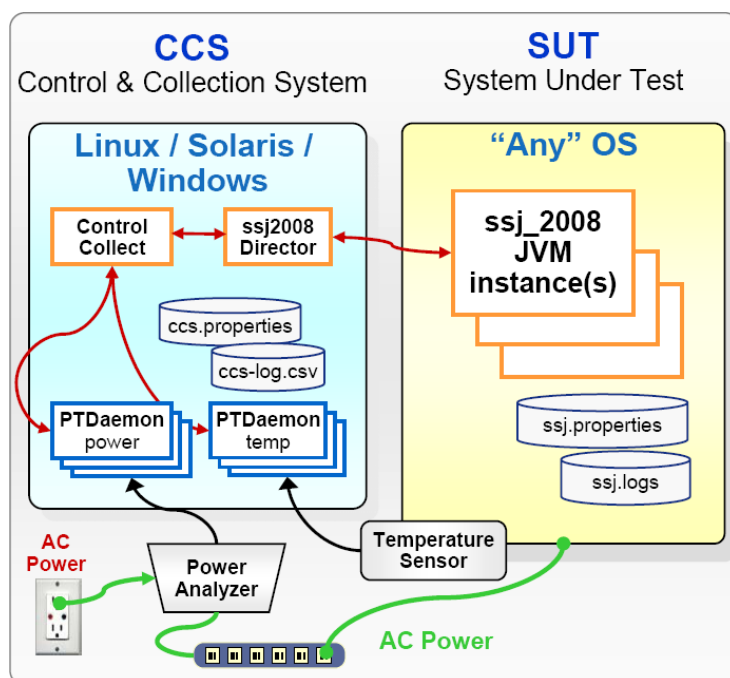 CCS
Control & Collection System
SUT
System Under Test
Linux / Solaris /
Windows
Control
Collect
ssj2008
Director
ccs.properties
ccs-log.csv
PTDaemon
power
PTDaemon
temp
“Any” OS
ssj_2008
JVM
instance(s)
ssj.properties
ssj.logs
AC
Power
Power
Analyzer
Temperature
Sensor
AC Power